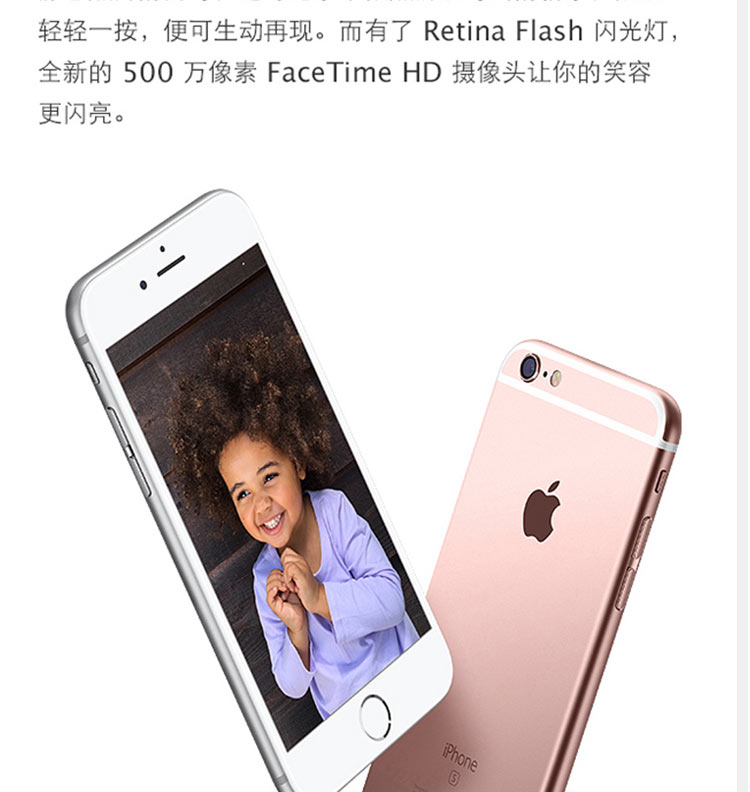 轻轻一按，便可生动再现。而有了 Retina Flash 闪光灯，
全新的 500 万像素 FaceTime HD 摄像头让你的笑容
更闪亮。
iPhone
S